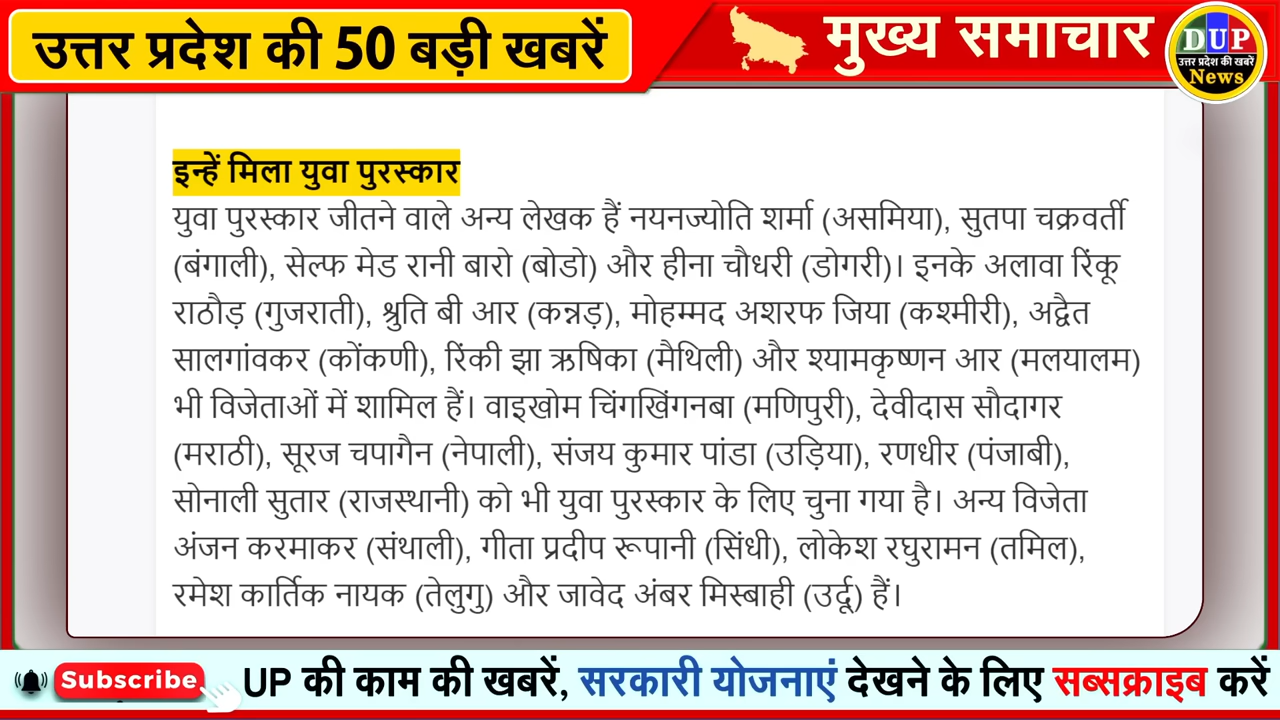 उत्तर प्रदेश की 50 बड़ी खबरें
मुख्य समाचार
DUP
उत्तर प्रदेश की खबरें
News
इन्हें मिला युवा पुरस्कार
युवा पुरस्कार जीतने वाले अन्य लेखक हैं नयनज्योति शर्मा (असमिया), सुतपा चक्रवर्ती
(बंगाली), सेल्फ मेड रानी बारो (बोडो) और हीना चौधरी (डोगरी)। इनके अलावा रिंकू
राठौड़ (गुजराती), श्रुति बी आर (कन्नड़), मोहम्मद अशरफ जिया (कश्मीरी), अद्वैत
सालगांवकर (कोंकणी), रिंकी झा ऋषिका (मैथिली) और श्यामकृष्णन आर (मलयालम)
भी विजेताओं में शामिल हैं। वाइखोम चिंगखिंगनबा (मणिपुरी), देवीदास सौदागर
(मराठी), सूरज चपागैन (नेपाली), संजय कुमार पांडा (उड़िया), रणधीर (पंजाबी),
सोनाली सुतार (राजस्थानी) को भी युवा पुरस्कार के लिए चुना गया है। अन्य विजेता
अंजन करमाकर (संथाली), गीता प्रदीप रूपानी (सिंधी), लोकेश रघुरामन (तमिल),
रमेश कार्तिक नायक (तेलुगु) और जावेद अंबर मिस्बाही (उर्दू) हैं।
Subscribe
UP की काम की खबरें, सरकारी योजनाएं देखने के लिए सब्सक्राइब करें